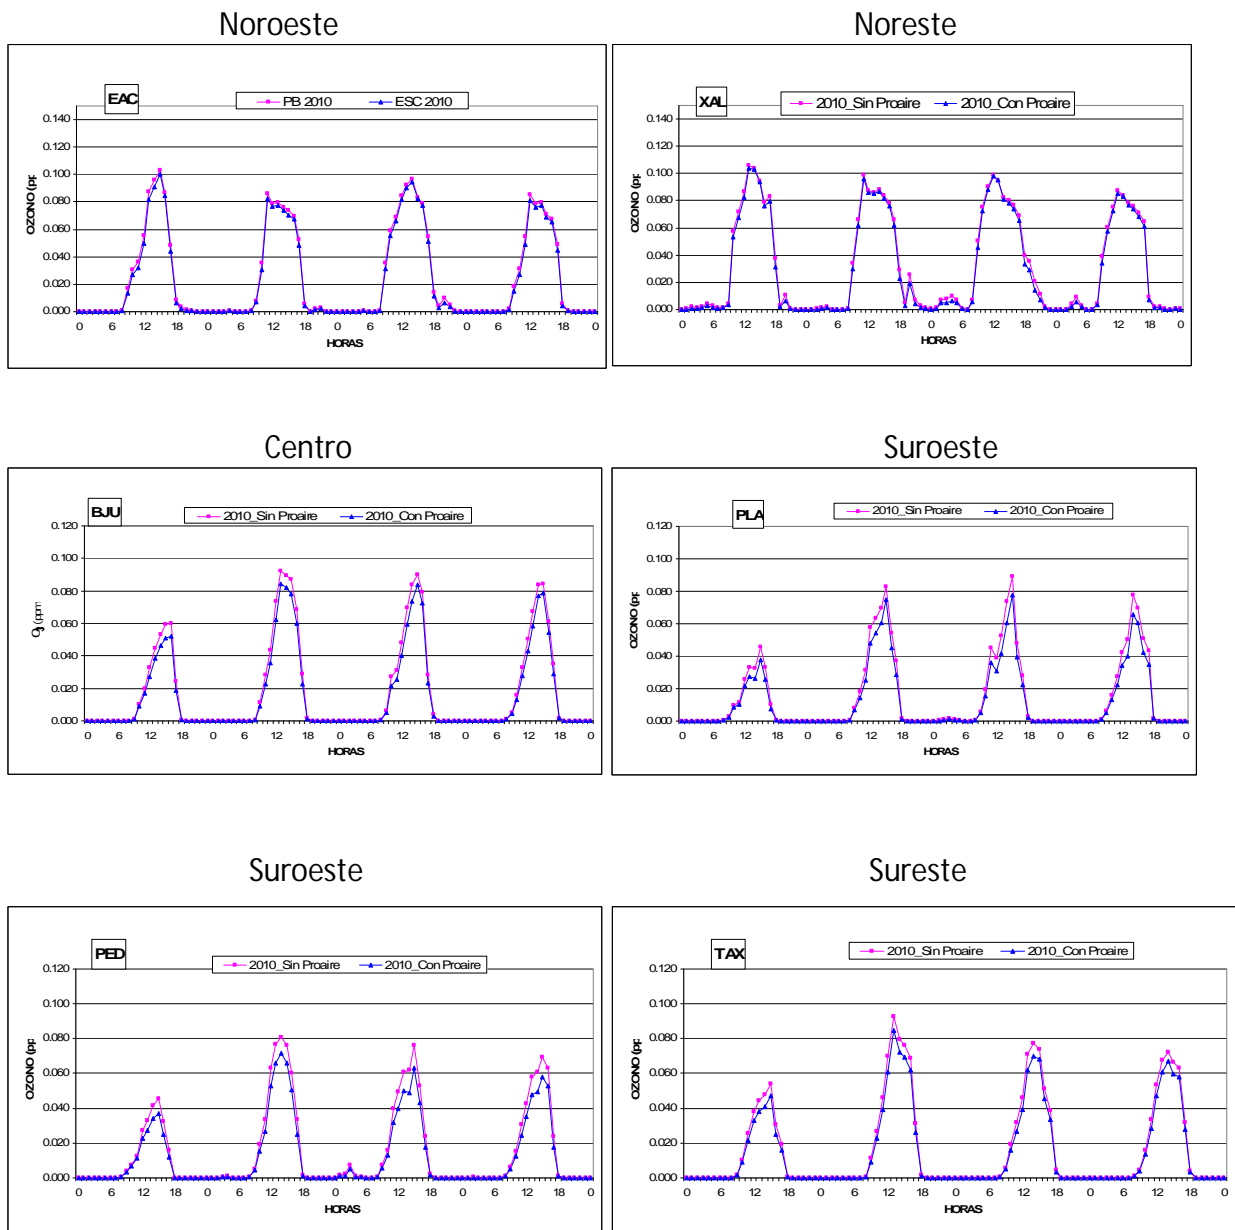 Noroeste
Noreste
EAC
PB 2010
ESC 2010
0.140
0.120
0.100
0.080
0.060
0.040
0.020
0.000
OZONO (pp
0 6 12 18 0 6 12 18 0 6 12 18 0 6 12 18 0
HORAS
XAL
2010_Sin Proaire
2010_Con Proaire
0.140
0.120
0.100
0.080
0.060
0.040
0.020
0.000
OZONO (pp
0 6 12 18 0 6 12 18 0 6 12 18 0 6 12 18 0
HORAS
Centro
Suroeste
BJU
2010_Sin Proaire
2010_Con Proaire
0.120
0.100
0.080
0.060
0.040
0.020
0.000
O3 (ppm)
0 6 12 18 0 6 12 18 0 6 12 18 0 6 12 18 0
HORAS
PLA
2010_Sin Proaire
2010_Con Proaire
0.120
0.100
0.080
0.060
0.040
0.020
0.000
OZONO (pp
0 6 12 18 0 6 12 18 0 6 12 18 0 6 12 18 0
HORAS
Suroeste
Sureste
PED
2010_Sin Proaire
2010_Con Proaire
0.120
0.100
0.080
0.060
0.040
0.020
0.000
OZONO (pp
0 6 12 18 0 6 12 18 0 6 12 18 0 6 12 18 0
HORAS
TAX
2010_Sin Proaire
2010_Con Proaire
0.120
0.100
0.080
0.060
0.040
0.020
0.000
OZONO (pp
0 6 12 18 0 6 12 18 0 6 12 18 0 6 12 18 0
HORAS